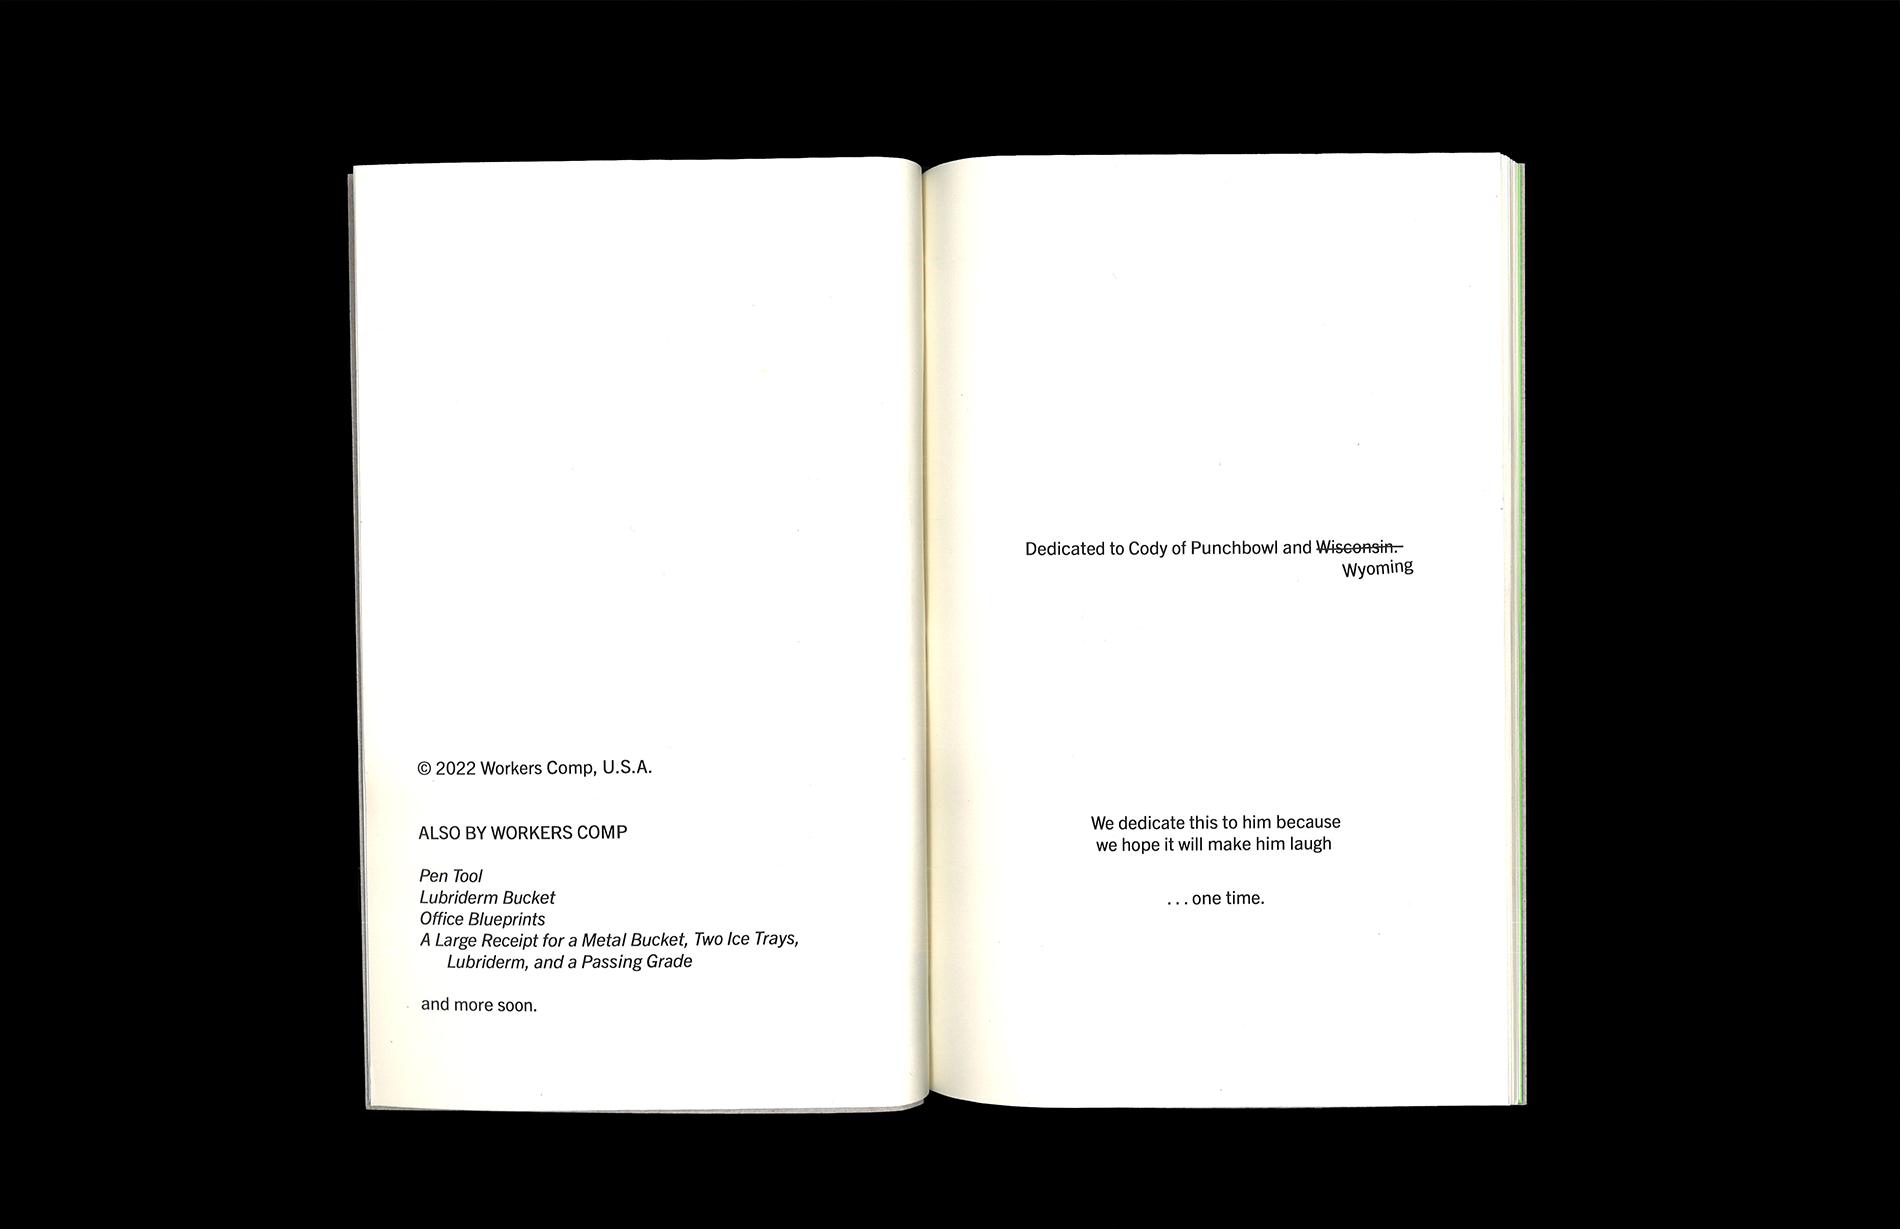 © 2022 Workers Comp, U.S.A.
ALSO BY WORKERS COMP
Pen Tool
Lubriderm Bucket
Office Blueprints
A Large Receipt for a Metal Bucket, Two Ice Trays,
Lubriderm, and a Passing Grade
and more soon.
Dedicated to Cody of Punchbowl and Wisconsin.
Wyoming
We dedicate this to him because
we hope it will make him laugh
. . . one time.